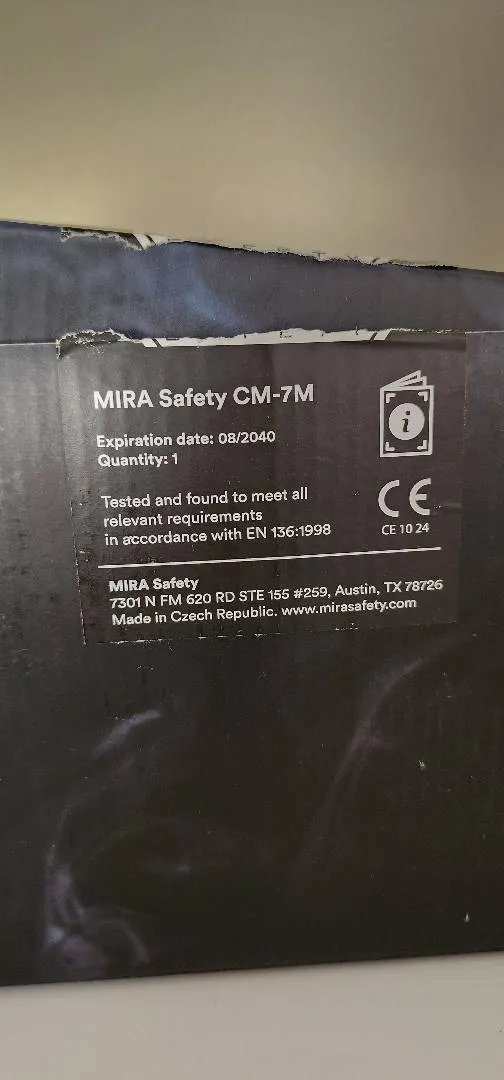 MIRA Safety CM-7M
Expiration date: 08/2040
Quantity: 1
Tested and found to meet all
relevant requirements
in accordance with EN 136:1998
i
CE
CE 10 24
MIRA Safety
7301 N FM 620 RD STE 155 #259, Austin, TX 78726
Made in Czech Republic. www.mirasafety.com